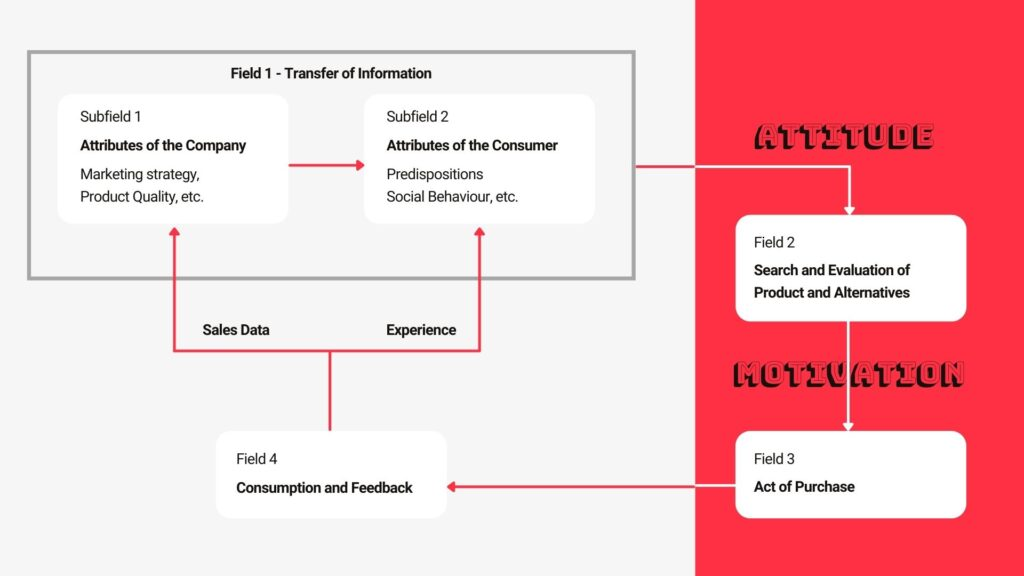 Field 1 - Transfer of Information
Subfield 1
Attributes of the Company
Marketing strategy,
Product Quality, etc.
Subfield 2
Attributes of the Consumer
Predispositions
Social Behaviour, etc.
ATTITUDE
Field 2
Search and Evaluation of
Product and Alternatives
Sales Data
Experience
MOTIVATION
Field 4
Consumption and Feedback
Field 3
Act of Purchase